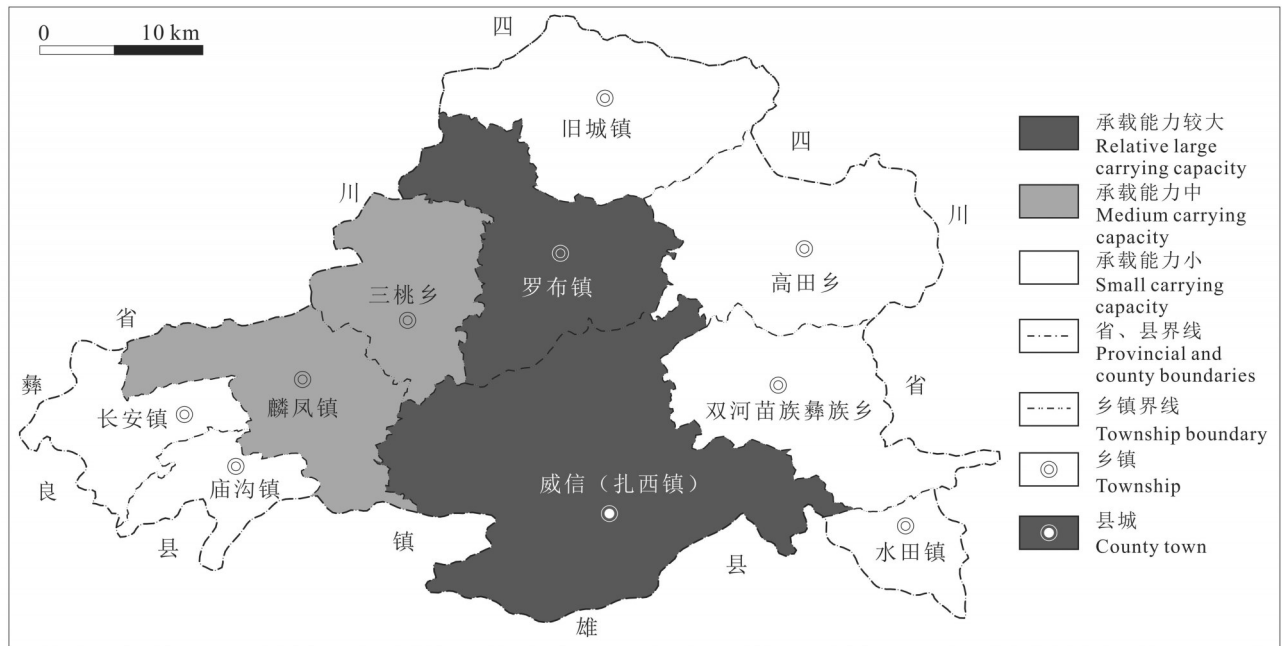 0 10 km
四
旧城镇
四
川
川
高田乡
罗布镇
三桃乡
省
彝
麟凤镇
长安镇
双河苗族彝族乡
省
良
庙沟镇
威信（扎西镇）
县
镇
县
水田镇
雄
承载能力较大
Relative large
carrying capacity
承载能力中
Medium carrying
capacity
承载能力小
Small carrying
capacity
省、县界线
Provincial and
county boundaries
乡镇界线
Township boundary
乡镇
Township
县城
County town